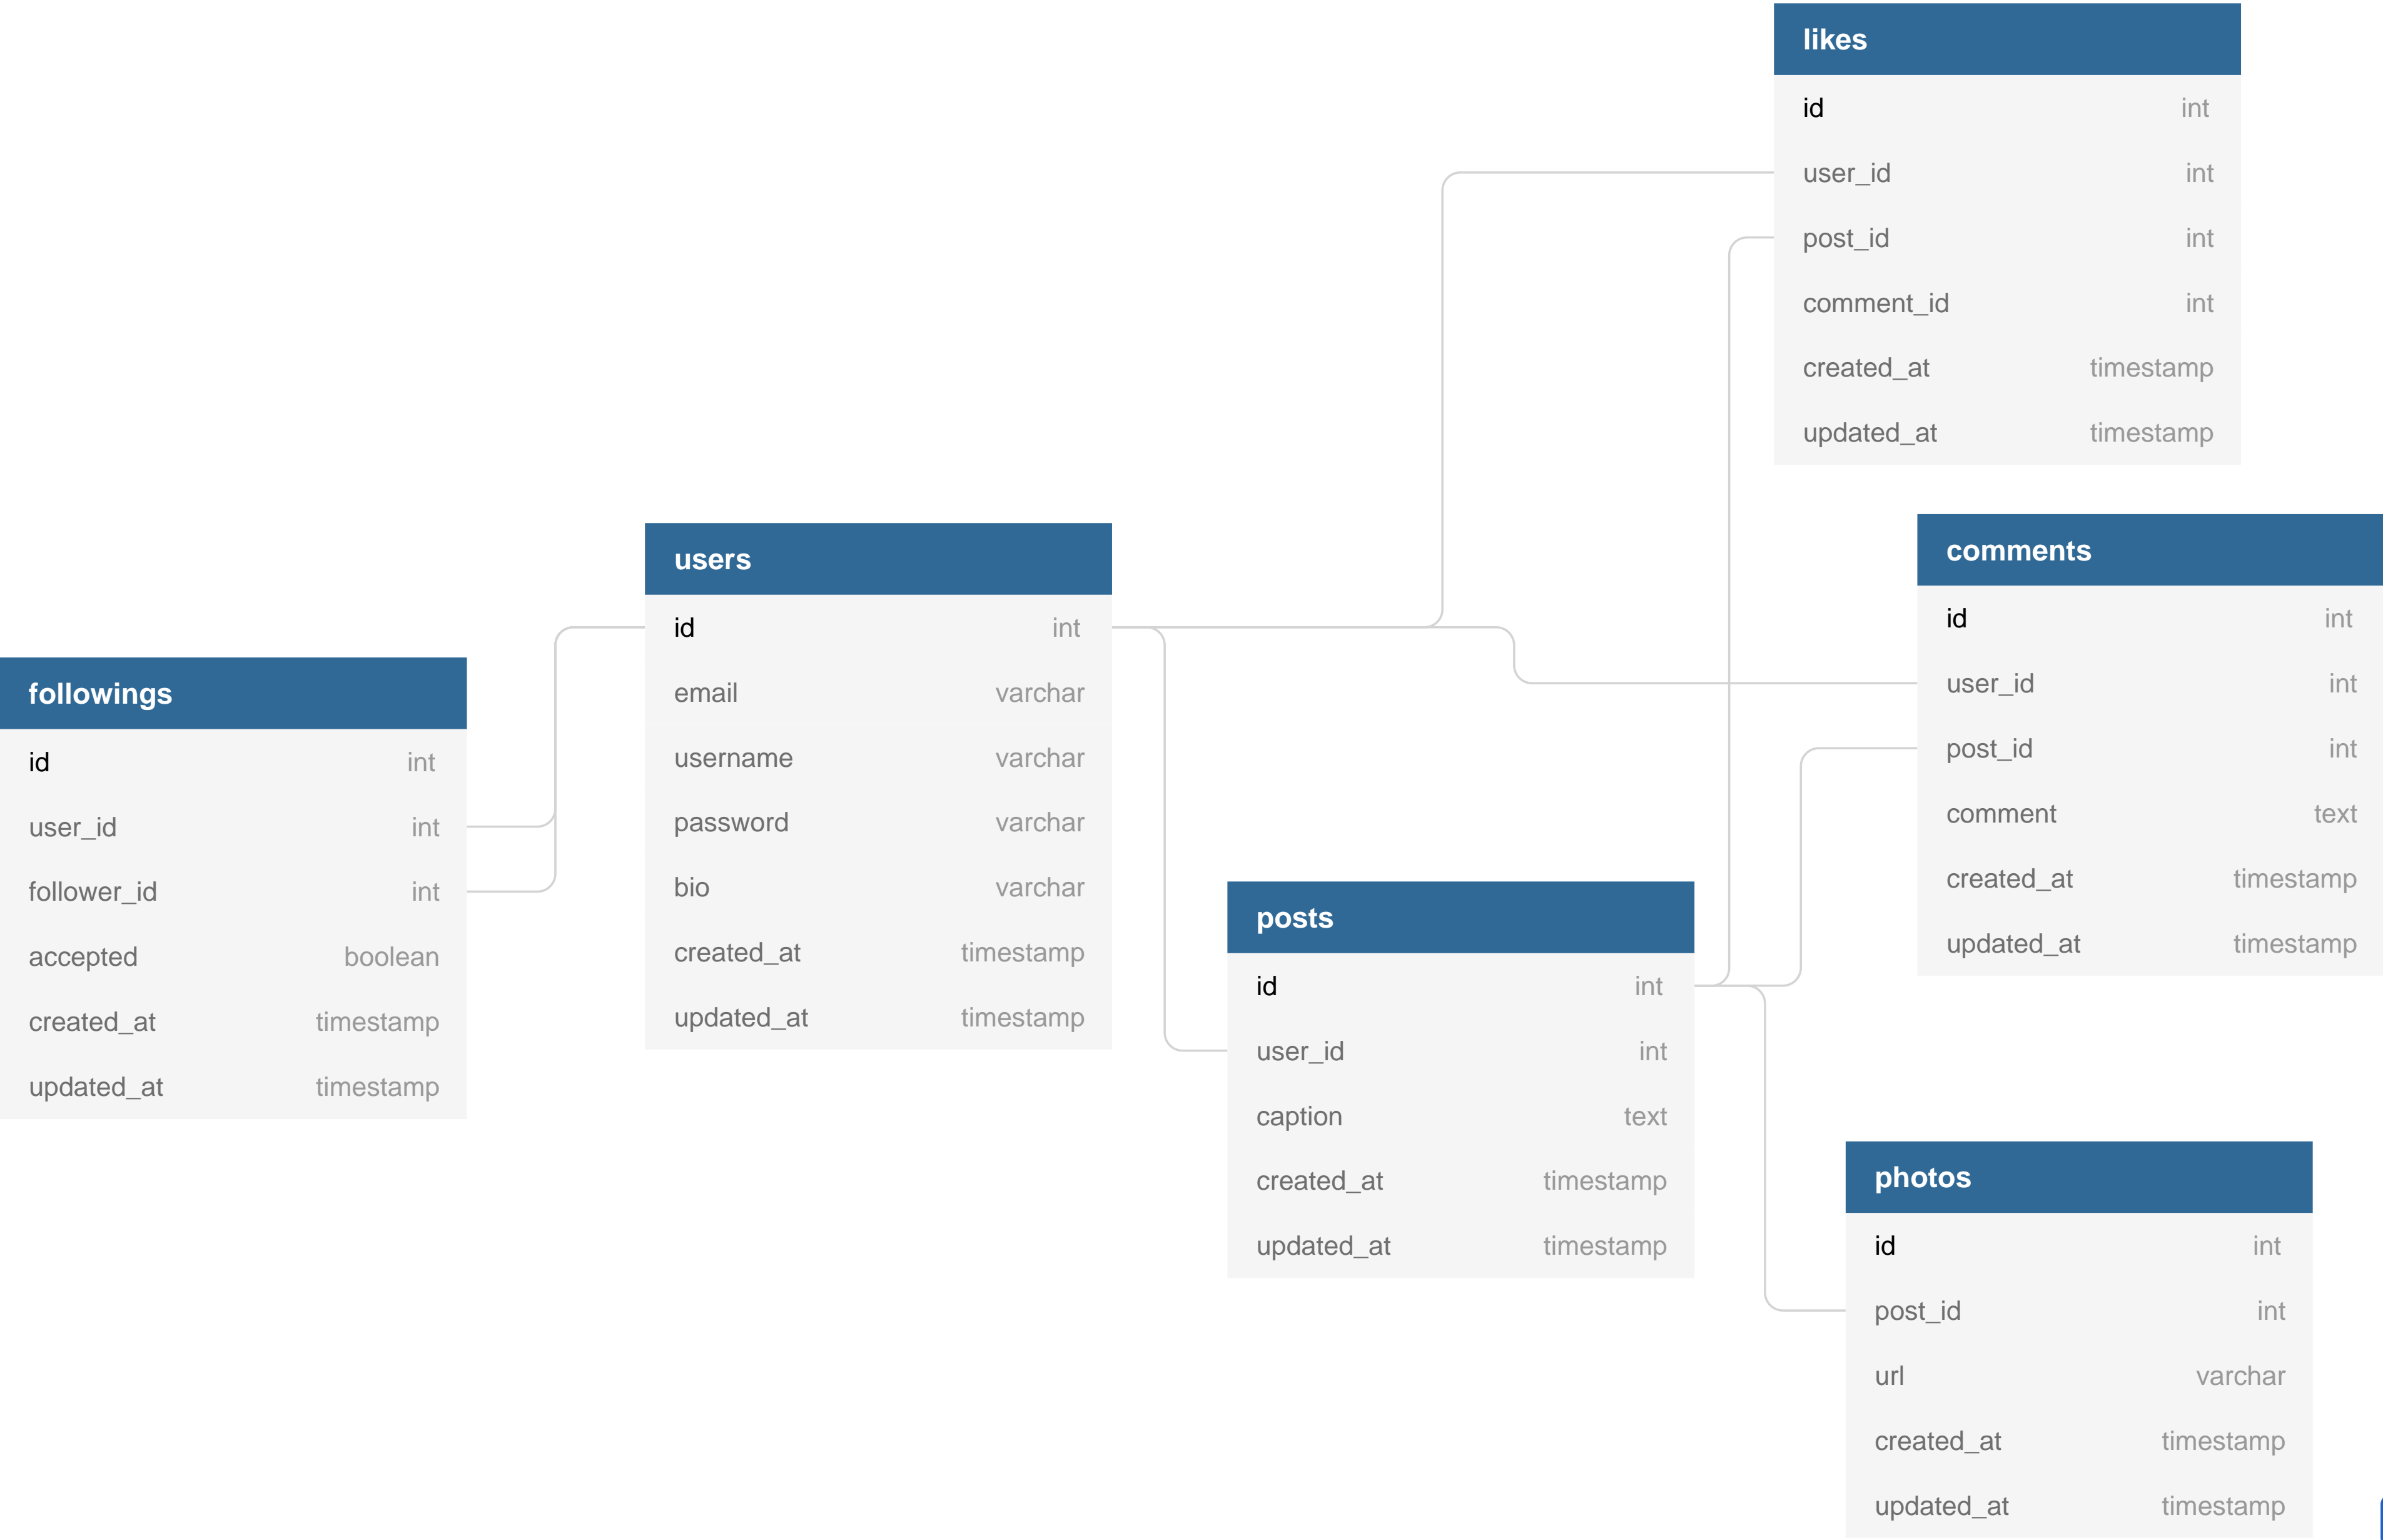 likes
id int
user_id int
post_id int
comment_id int
created_at timestamp
updated_at timestamp
users
id int
email varchar
username varchar
password varchar
bio varchar
created_at timestamp
updated_at timestamp
comments
id int
user_id int
post_id int
comment text
created_at timestamp
updated_at timestamp
followings
id int
user_id int
follower_id int
accepted boolean
created_at timestamp
updated_at timestamp
posts
id int
user_id int
caption text
created_at timestamp
updated_at timestamp
photos
id int
post_id int
url varchar
created_at timestamp
updated_at timestamp